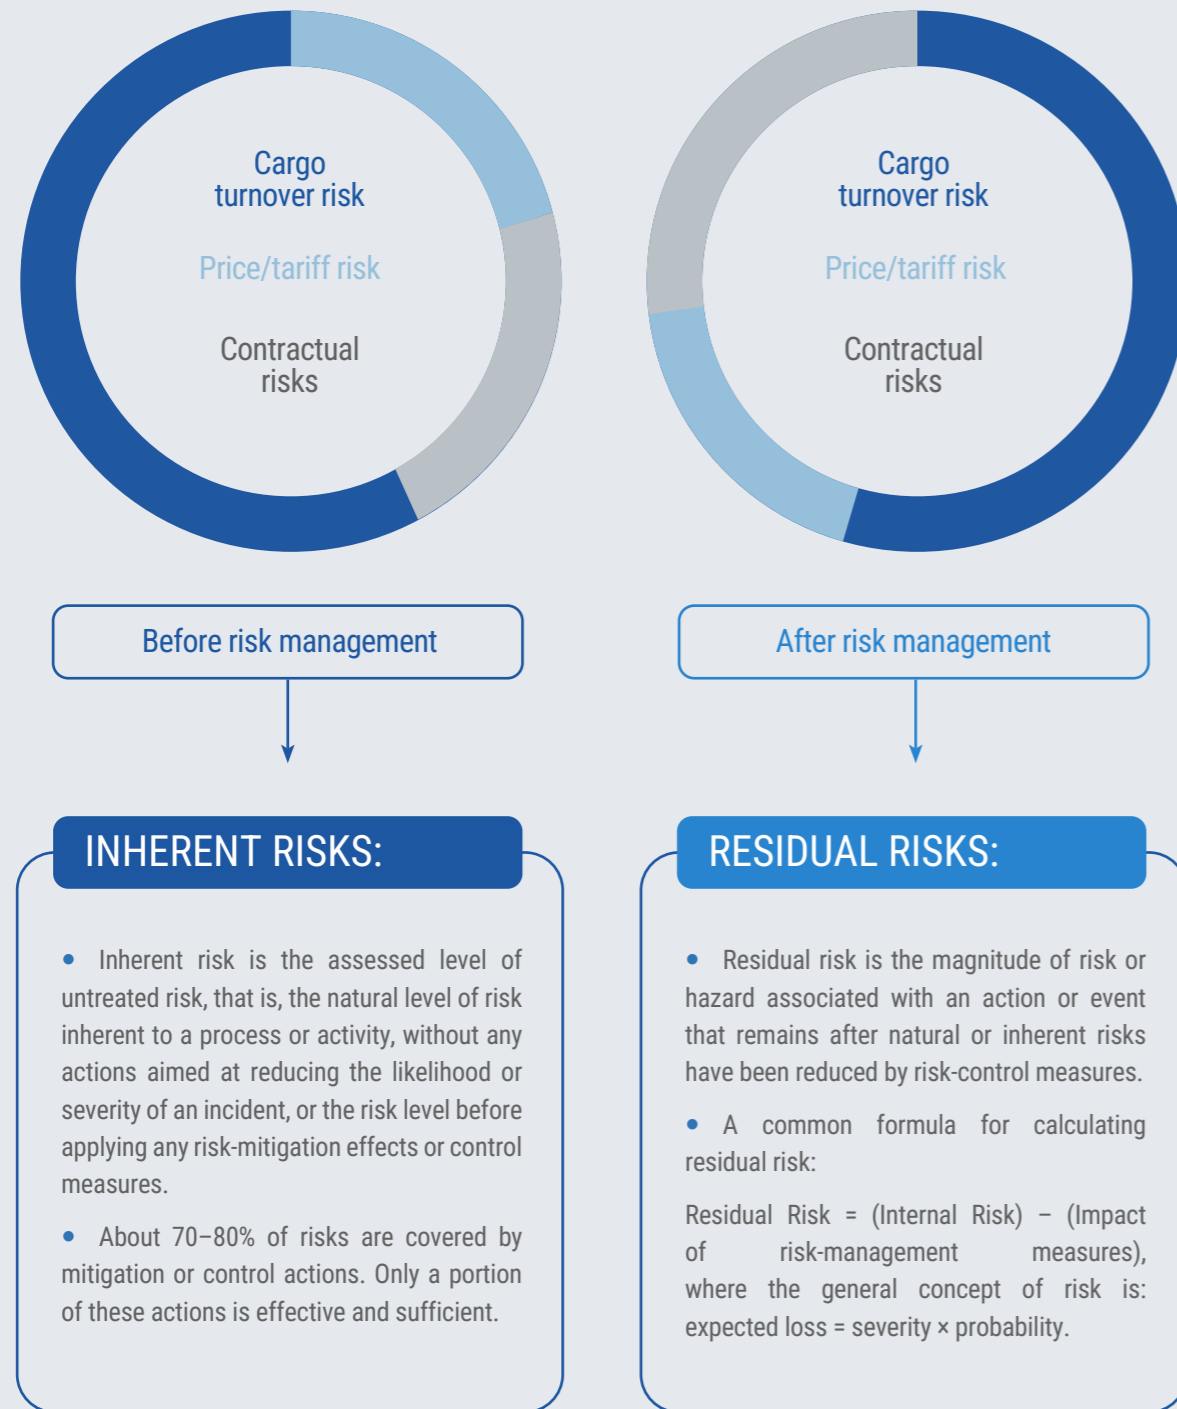 Cargo
turnover risk
Price/tariff risk
Contractual
risks
Before risk management
INHERENT RISKS:
• Inherent risk is the assessed level of
untreated risk, that is, the natural level of risk
inherent to a process or activity, without any
actions aimed at reducing the likelihood or
severity of an incident, or the risk level before
applying any risk-mitigation effects or control
measures.
• About 70–80% of risks are covered by
mitigation or control actions. Only a portion
of these actions is effective and sufficient.
Cargo
turnover risk
Price/tariff risk
Contractual
risks
After risk management
RESIDUAL RISKS:
• Residual risk is the magnitude of risk or
hazard associated with an action or event
that remains after natural or inherent risks
have been reduced by risk-control measures.
• A common formula for calculating
residual risk:
Residual Risk = (Internal Risk) – (Impact
of risk-management measures),
where the general concept of risk is:
expected loss = severity × probability.